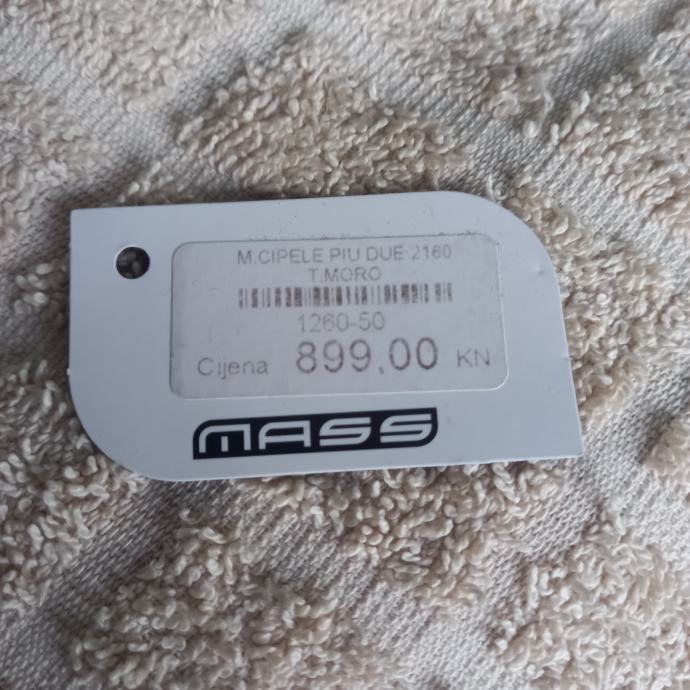 M.CIPELE PIU DUE 2160
T.MORO
1260-50
Cijena 899,00 KN
MASS